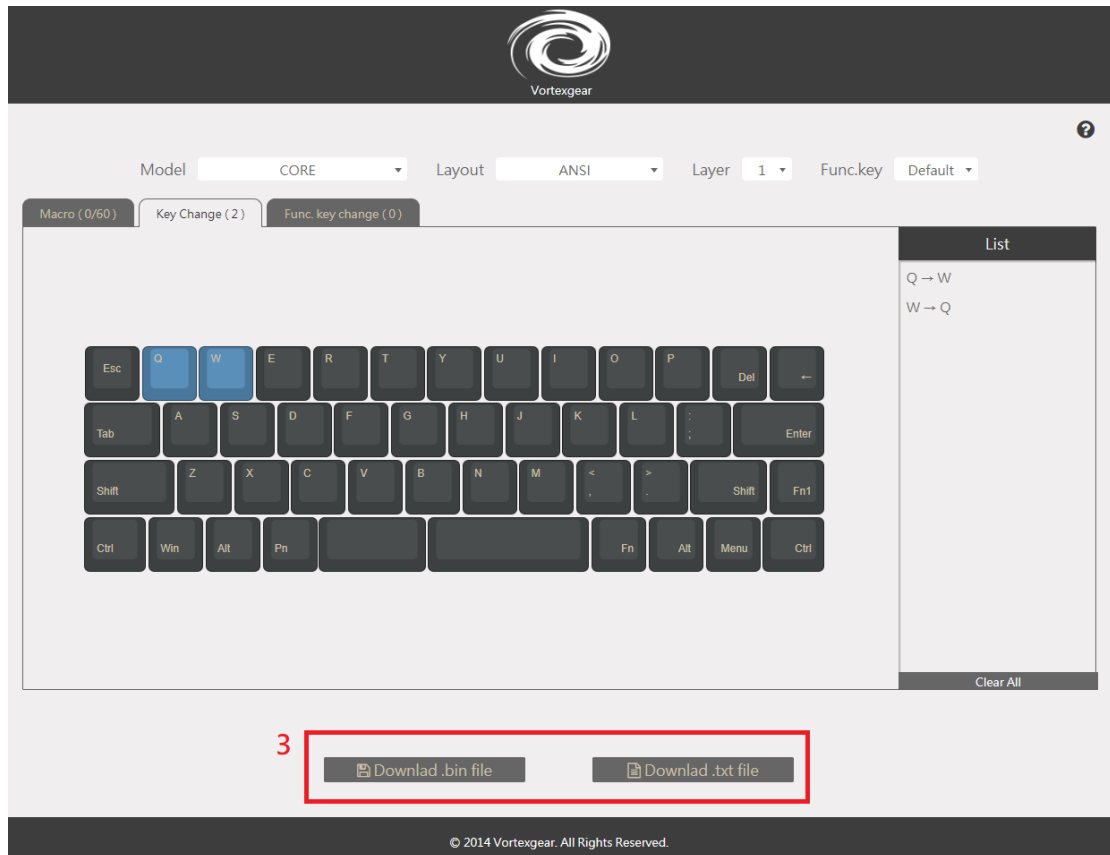 Vortexgear
Model CORE Layout ANSI Layer 1 Func.key Default
Macro ( 0/60 ) Key Change ( 2 ) Func. key change ( 0 )
List
Q → W
W → Q
Esc Q W E R T Y U I O P Del ←
Tab A S D F G H J K L : ; Enter
Shift Z X C V B N M < , > . Shift Fn1
Ctrl Win Alt Pn Fn Alt Menu Ctrl
Clear All
3
Downlad .bin file Downlad .txt file
© 2014 Vortexgear. All Rights Reserved.